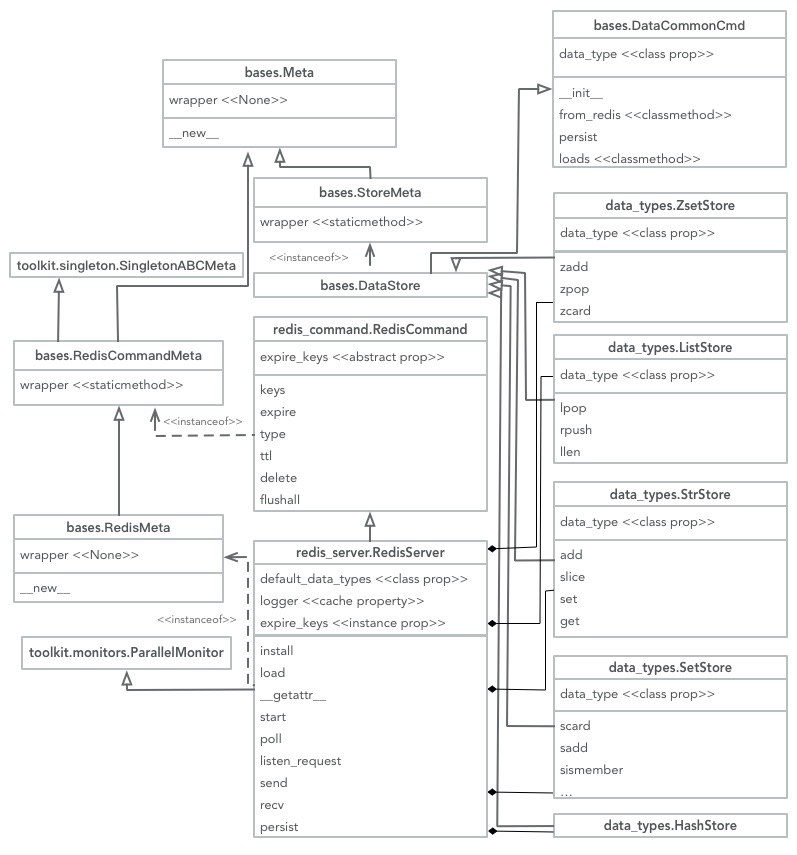 bases.DataCommonCmd
data_type <<class prop>>
__init__
from_redis <<classmethod>>
persist
loads <<classmethod>>
bases.Meta
wrapper <<None>>
__new__
bases.StoreMeta
wrapper <<staticmethod>>
<<instanceof>>
bases.DataStore
toolkit.singleton.SingletonABCMeta
data_types.ZsetStore
data_type <<class prop>>
zadd
zpop
zcard
bases.RedisCommandMeta
wrapper <<staticmethod>>
<<instanceof>>
redis_command.RedisCommand
expire_keys <<abstract prop>>
keys
expire
type
ttl
delete
flushall
data_types.ListStore
data_type <<class prop>>
lpop
rpush
llen
bases.RedisMeta
wrapper <<None>>
__new__
<<instanceof>>
toolkit.monitors.ParallelMonitor
redis_server.RedisServer
default_data_types <<class prop>>
logger <<cache property>>
expire_keys <<instance prop>>
install
load
__getattr__
start
poll
listen_request
send
recv
persist
data_types.StrStore
data_type <<class prop>>
add
slice
set
get
data_types.SetStore
data_type <<class prop>>
scard
sadd
sismember
...
data_types.HashStore